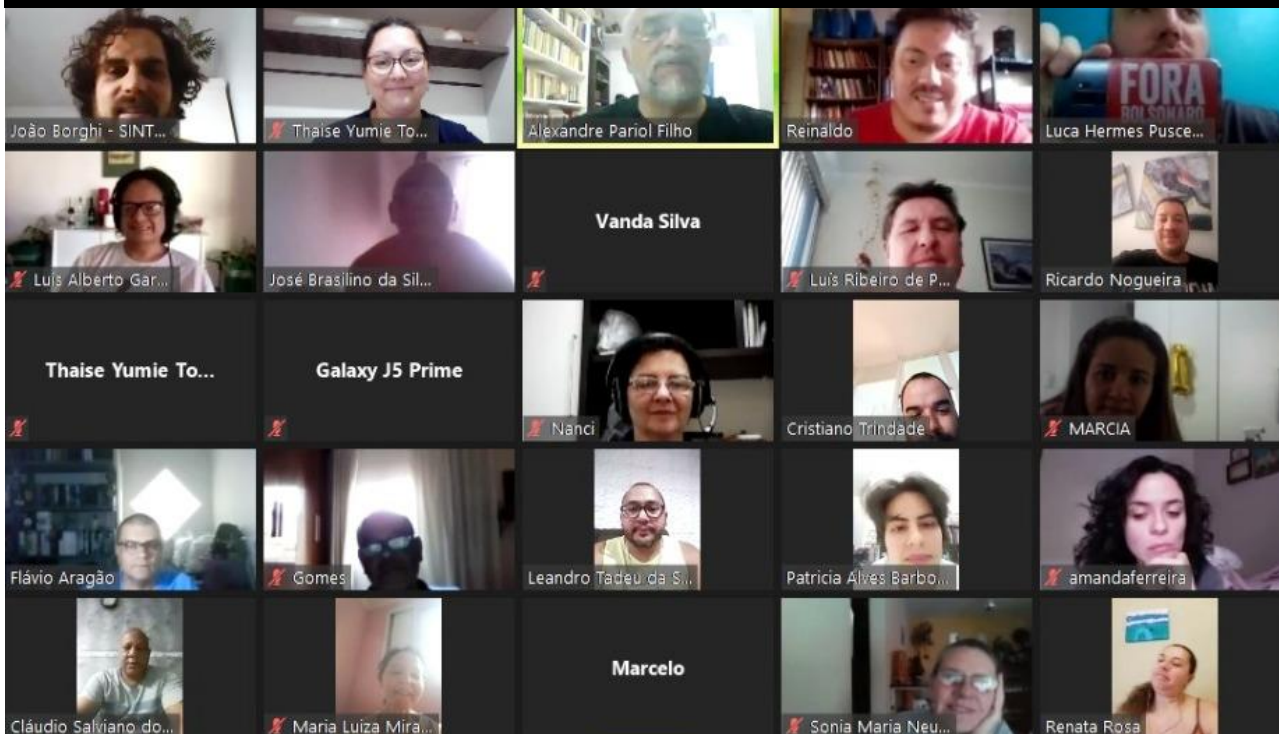 João Borghi - SINT...
Thaise Yumie To...
Alexandre Pariol Filho
Reinaldo
FORA
BOLSONARO
Luca Hermes Pusce...
Luis Alberto Gar...
José Brasilino da Sil...
Vanda Silva
Luís Ribeiro de P...
Ricardo Nogueira
Thaise Yumie To...
Galaxy J5 Prime
Nanci
Cristiano Trindade
MARCIA
Flávio Aragão
Gomes
Leandro Tadeu da S...
Patricia Alves Barbo...
amandaferreira
Cláudio Salviano do...
Maria Luiza Mira...
Marcelo
Sonia Maria Neu...
Renata Rosa